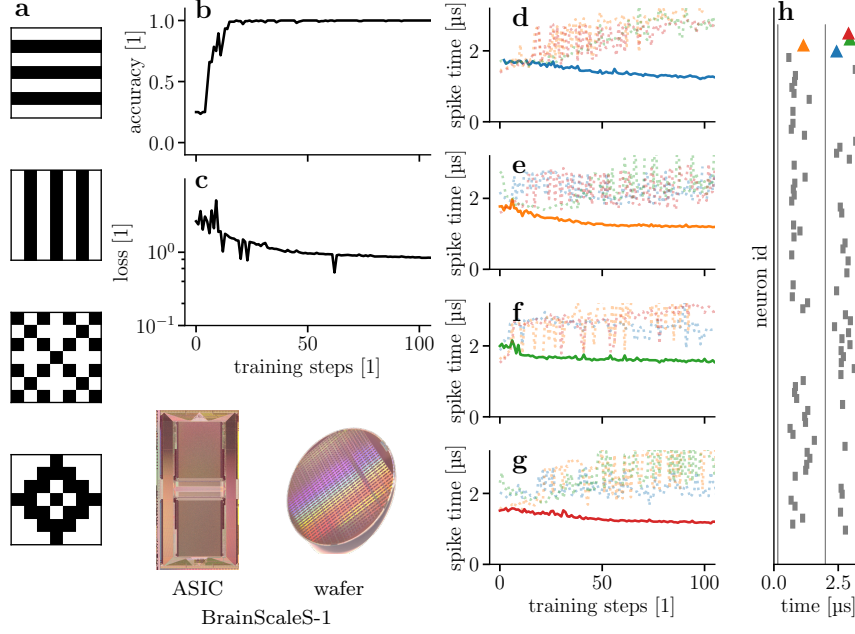 a
b
accuracy [1]
1.0
0.5
0.0
c
loss [1]
10⁰
10⁻¹
0
50
100
training steps [1]
ASIC
wafer
BrainScaleS-1
d
spike time [µs]
2
0
e
spike time [µs]
2
0
f
spike time [µs]
2
0
g
spike time [µs]
2
0
0
50
100
training steps [1]
h
neuron id
0.0
2.5
time [µs]